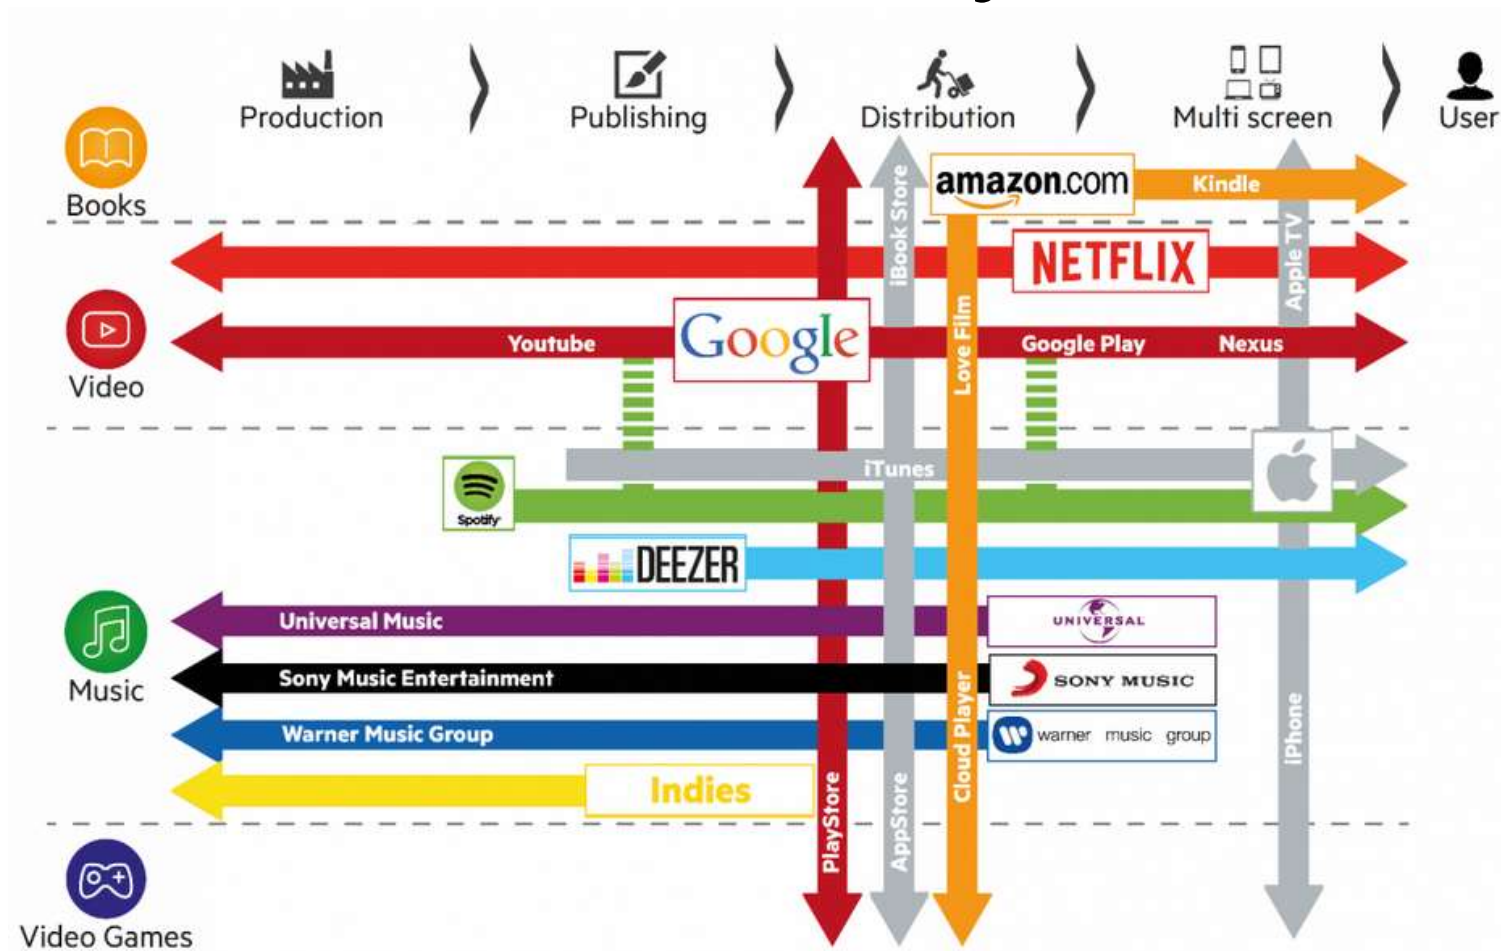 Production
Publishing
Distribution
Multi screen
User
Books
iBook Store
amazon.com
Kindle
Apple TV
NETFLIX
Video
Youtube
Google
Love Film
Google Play
Nexus
iTunes
Spotify
DEEZER
Music
Universal Music
UNIVERSAL
Sony Music Entertainment
SONY MUSIC
Warner Music Group
warner music group
Indies
PlayStore
AppStore
Cloud Player
iPhone
Video Games